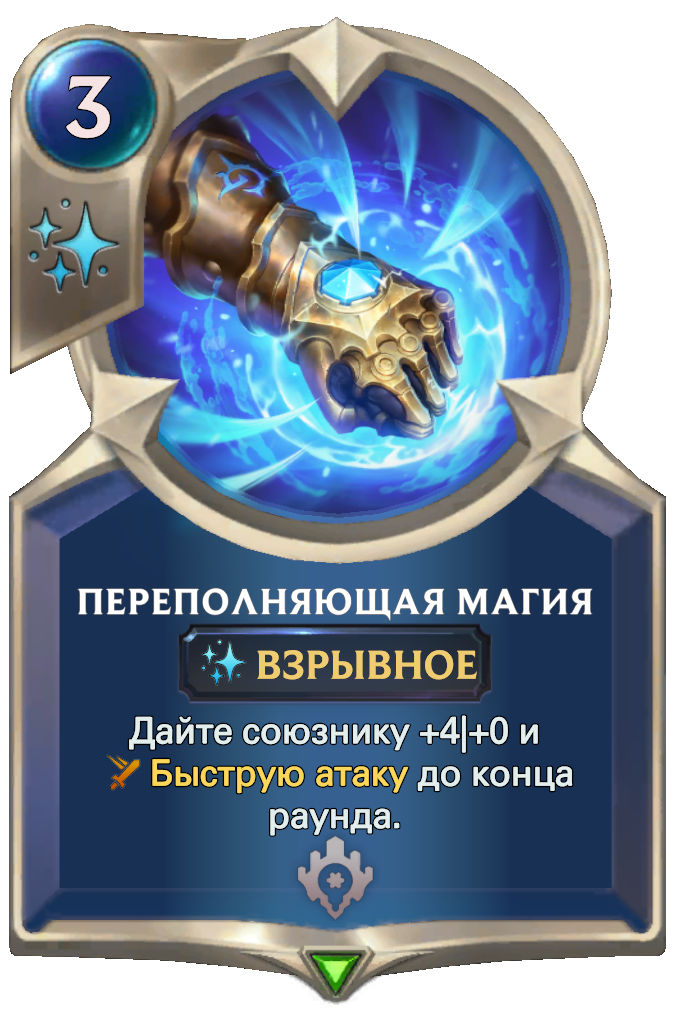 3
ПЕРЕПОЛНЯЮЩАЯ МАГИЯ
ВЗРЫВНОЕ
Дайте союзнику +4|+0 и
Быструю атаку до конца
раунда.